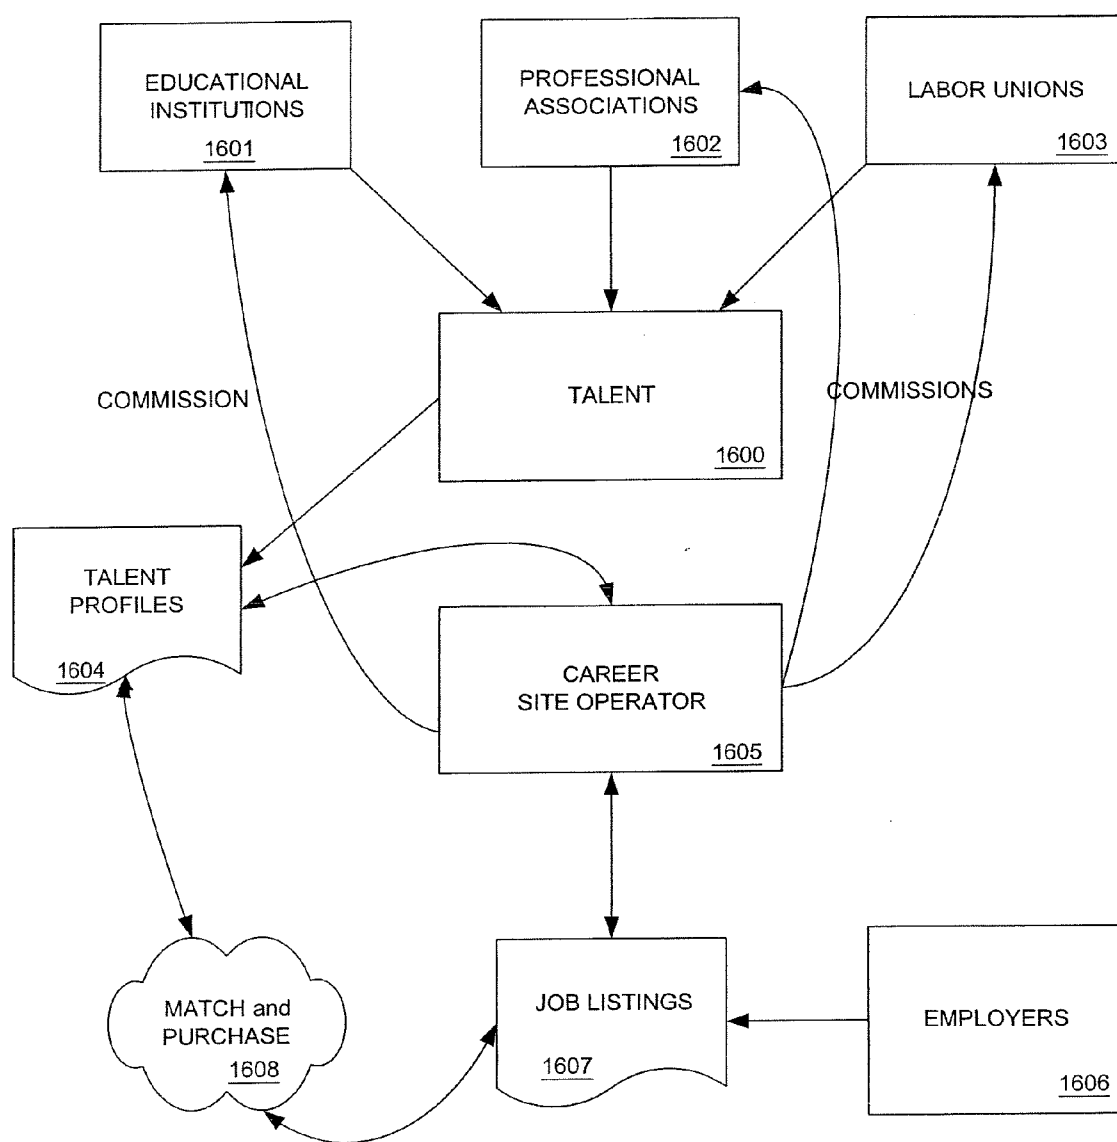 EDUCATIONAL
INSTITUTIONS
1601
PROFESSIONAL
ASSOCIATIONS
1602
LABOR UNIONS
1603
COMMISSION
TALENT
1600
COMMISSIONS
TALENT
PROFILES
1604
CAREER
SITE OPERATOR
1605
MATCH and
PURCHASE
1608
JOB LISTINGS
1607
EMPLOYERS
1606